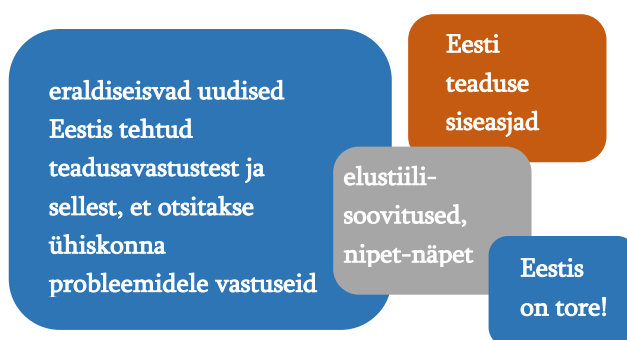 eraldiseisvad uudised
Eestis tehtud
teadusavastustest ja
sellest, et otsitakse
ühiskonna
probleemidele vastuseid
Eesti
teaduse
siseasjad
elustiili-
soovitused,
nipet-näpet
Eestis
on tore!